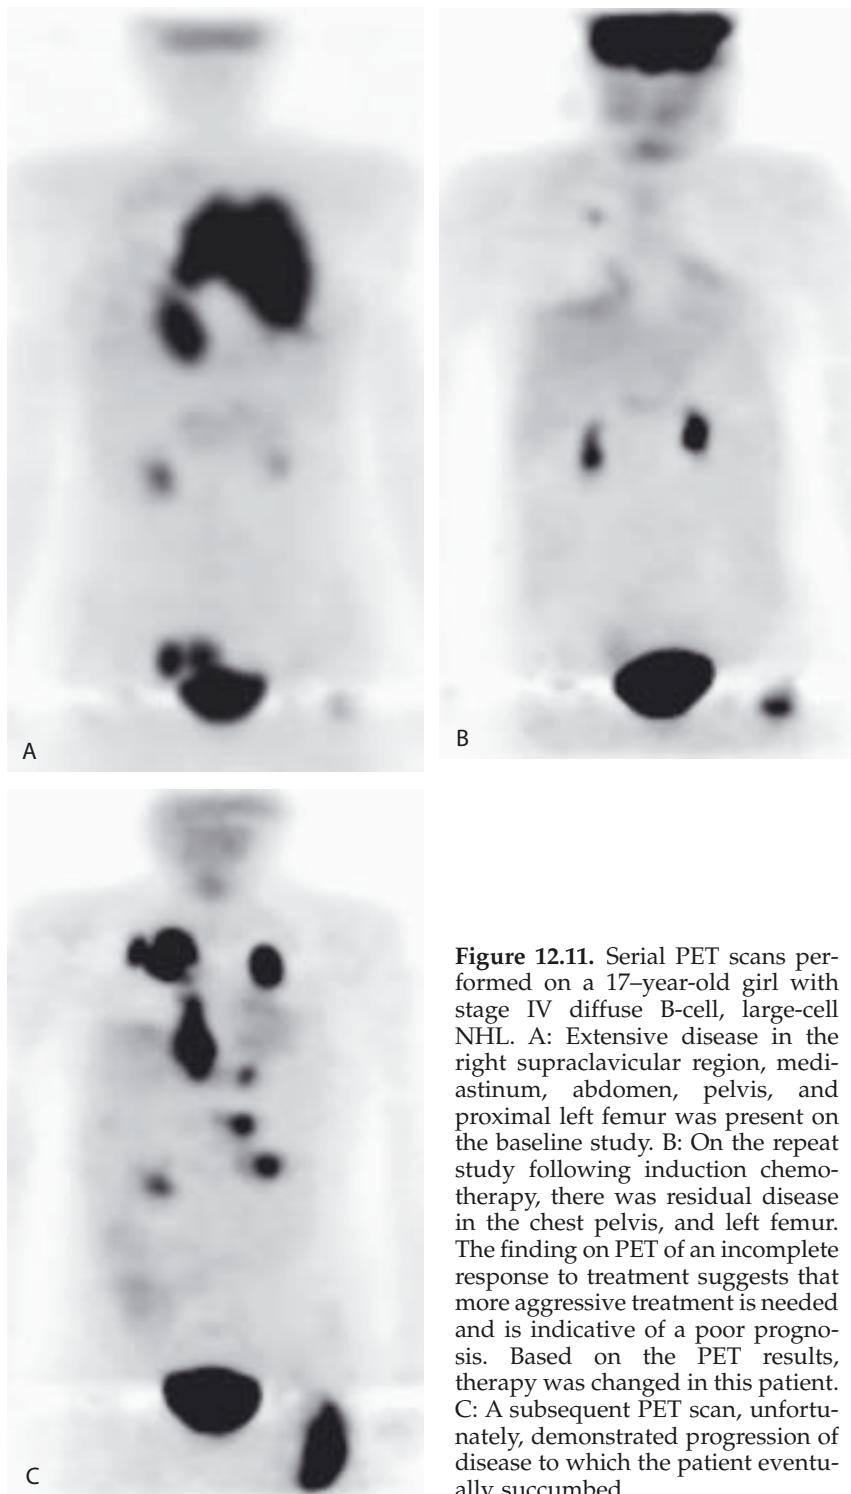 A
B
C
Figure 12.11. Serial PET scans per-
formed on a 17–year-old girl with
stage IV diffuse B-cell, large-cell
NHL. A: Extensive disease in the
right supraclavicular region, medi-
astinum, abdomen, pelvis, and
proximal left femur was present on
the baseline study. B: On the repeat
study following induction chemo-
therapy, there was residual disease
in the chest pelvis, and left femur.
The finding on PET of an incomplete
response to treatment suggests that
more aggressive treatment is needed
and is indicative of a poor progno-
sis. Based on the PET results,
therapy was changed in this patient.
C: A subsequent PET scan, unfortu-
nately, demonstrated progression of
disease to which the patient eventu-
ally succumbed.